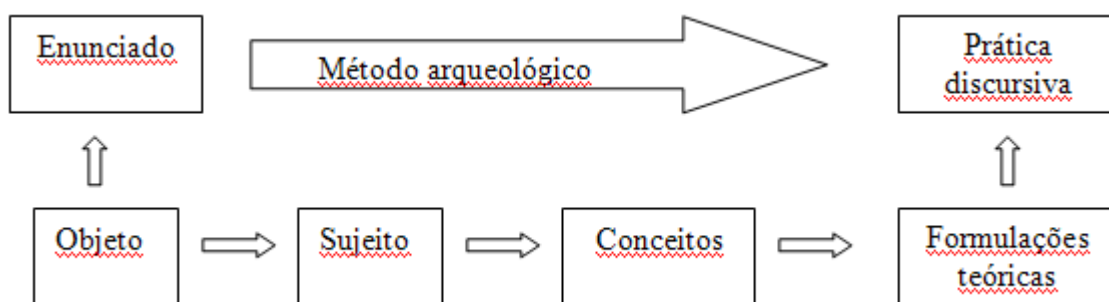 Enunciado
Método arqueológico
Prática
discursiva
Objeto
Sujeito
Conceitos
Formulações
teóricas